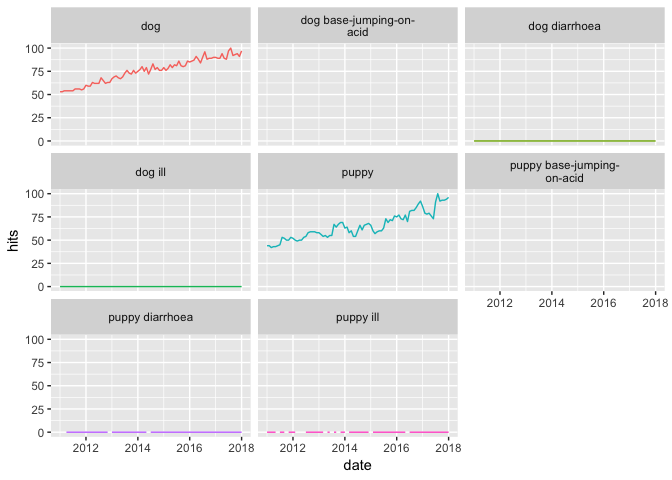 dog
dog base-jumping-on-
acid
dog diarrhoea
100
75
50
25
0
dog ill
puppy
puppy base-jumping-
on-acid
100
75
50
25
0
hits
2012 2014 2016 2018
puppy diarrhoea
puppy ill
100
75
50
25
0
2012 2014 2016 2018
2012 2014 2016 2018
date